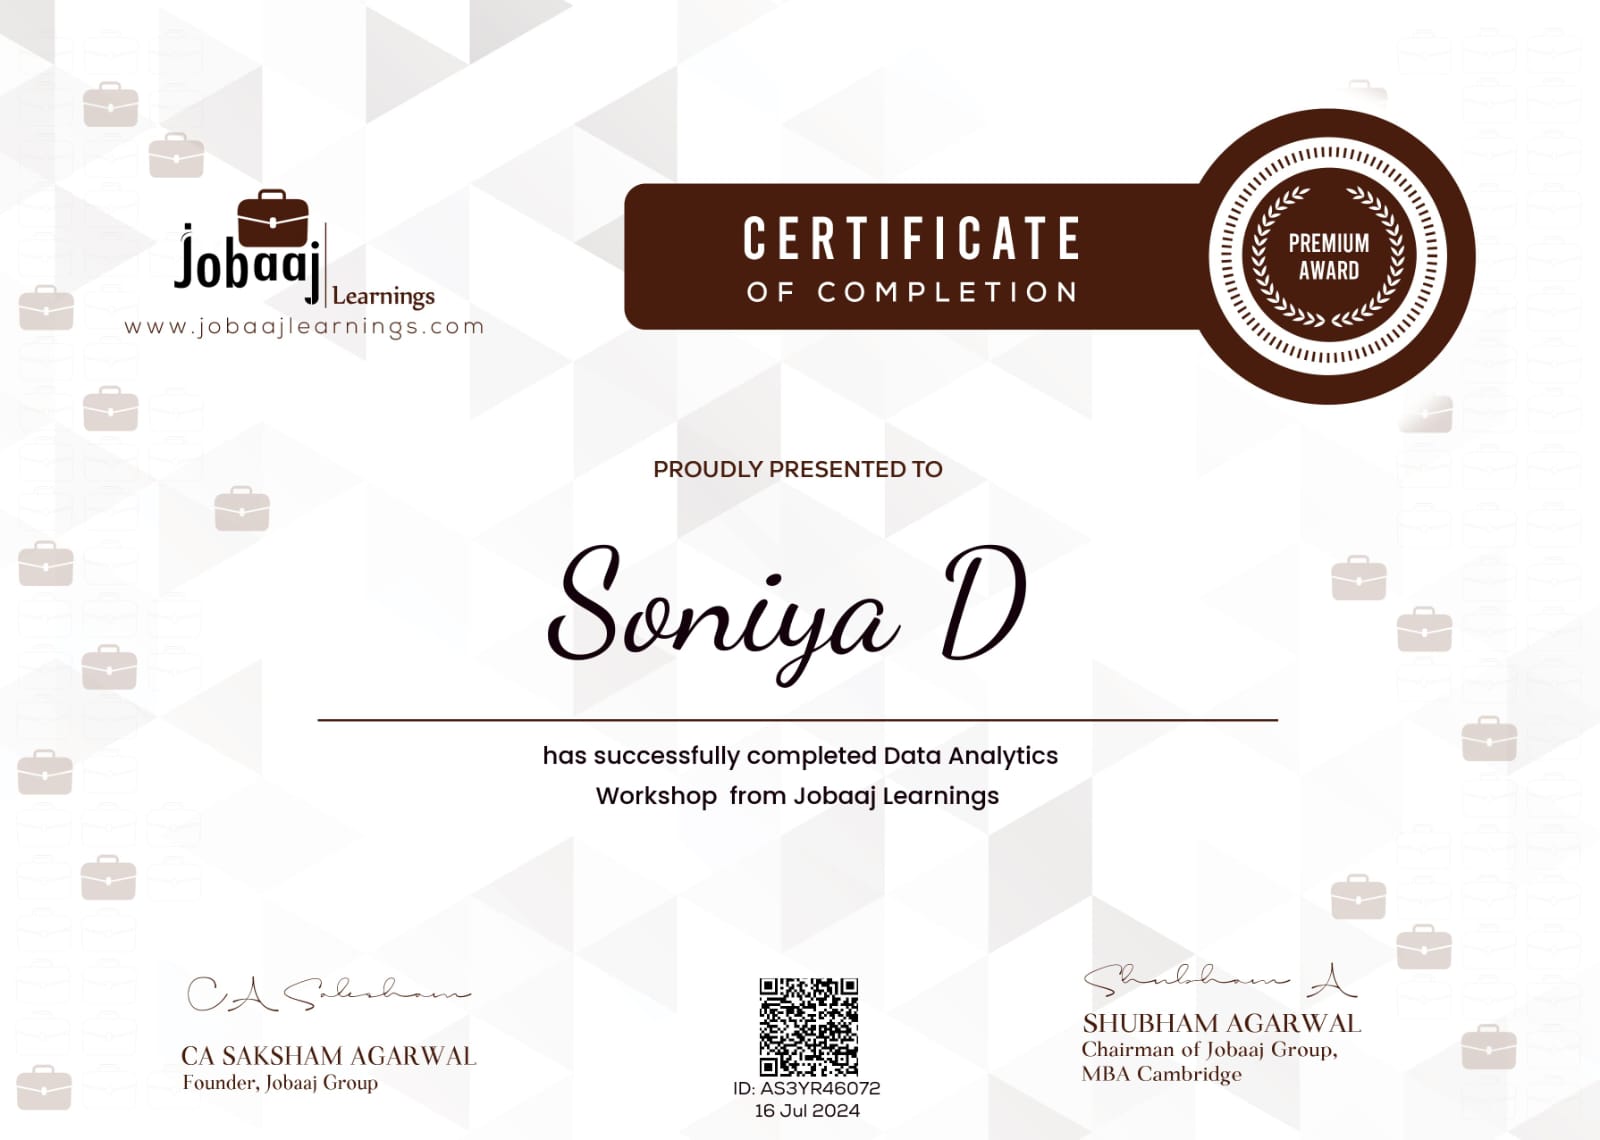 jobaaj
Learnings
www.jobaajlearnings.com
CERTIFICATE
OF COMPLETION
PREMIUM
AWARD
PROUDLY PRESENTED TO
Soniya D
has successfully completed Data Analytics
Workshop from Jobaaj Learnings
CA Saksham
CA SAKSHAM AGARWAL
Founder, Jobaaj Group
ID: AS3YR46072
16 Jul 2024
Shubham A
SHUBHAM AGARWAL
Chairman of Jobaaj Group,
MBA Cambridge